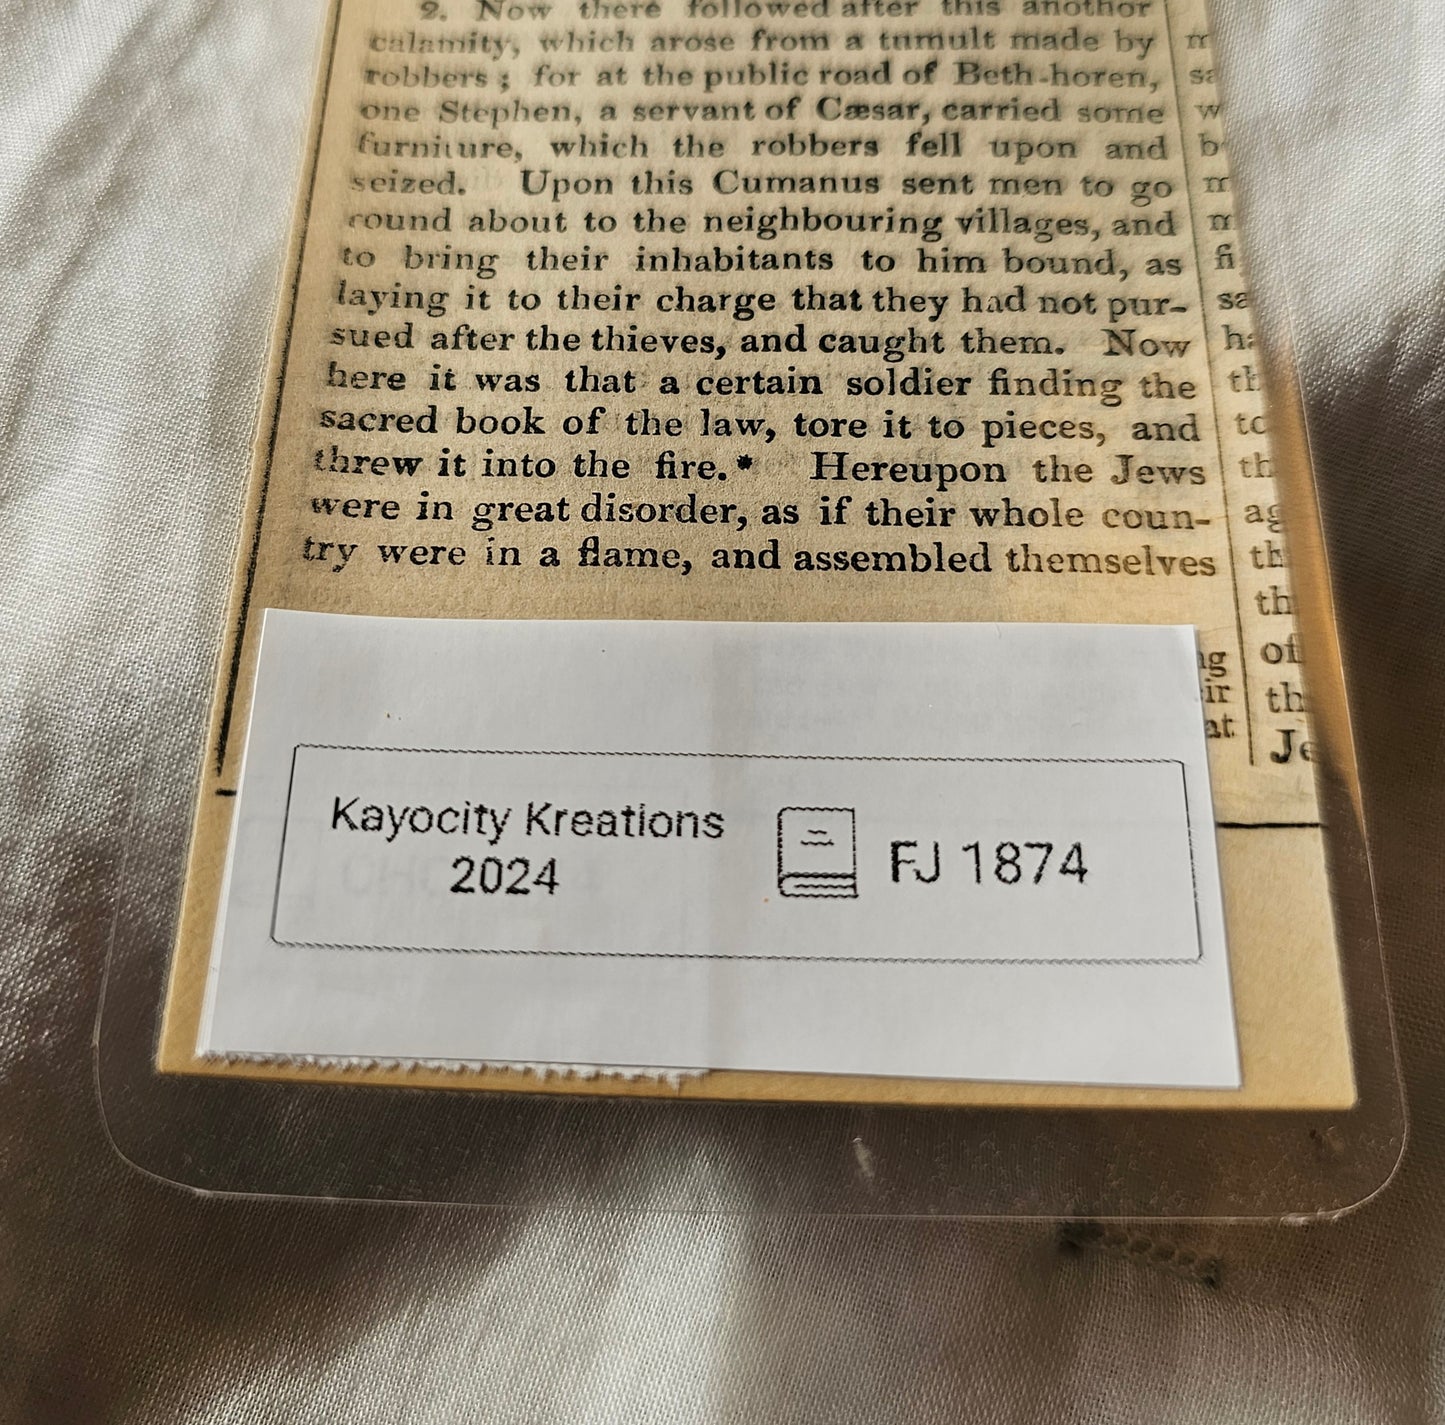 2. Now there followed after this anothor
calamity, which arose from a tumult made by
robbers; for at the public road of Beth-horen,
one Stephen, a servant of Cæsar, carried some
furniture, which the robbers fell upon and
seized. Upon this Cumanus sent men to go
round about to the neighbouring villages, and
to bring their inhabitants to him bound, as
laying it to their charge that they had not pur-
sued after the thieves, and caught them. Now
here it was that a certain soldier finding the
sacred book of the law, tore it to pieces, and
threw it into the fire.* Hereupon the Jews
were in great disorder, as if their whole coun-
try were in a flame, and assembled themselves
Kayocity Kreations
2024
FJ 1874